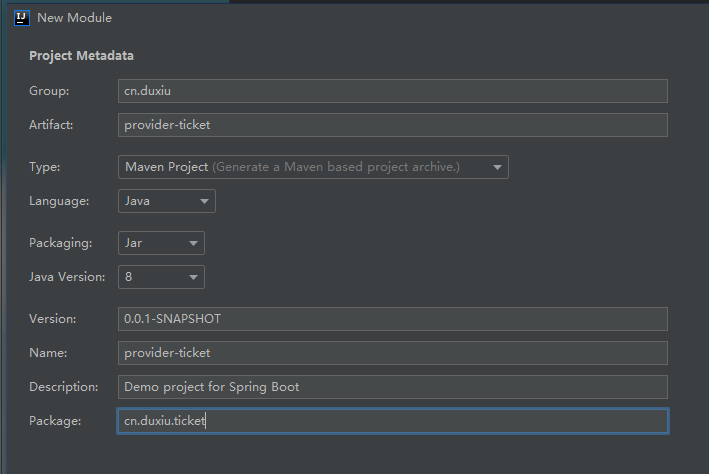 IJ New Module
Project Metadata
Group: cn.duxiu
Artifact: provider-ticket
Type: Maven Project (Generate a Maven based project archive.)
Language: Java
Packaging: Jar
Java Version: 8
Version: 0.0.1-SNAPSHOT
Name: provider-ticket
Description: Demo project for Spring Boot
Package: cn.duxiu.ticket